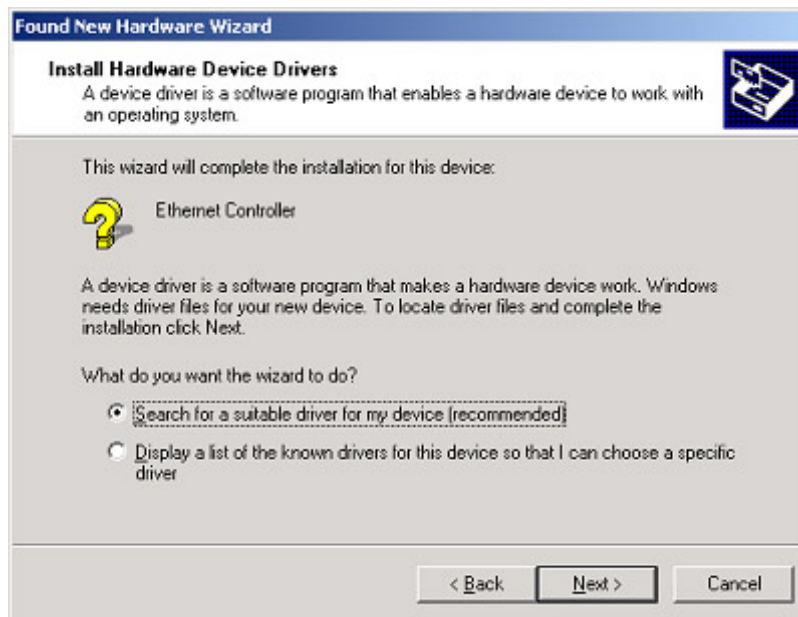 Found New Hardware Wizard
Install Hardware Device Drivers
A device driver is a software program that enables a hardware device to work with
an operating system.
This wizard will complete the installation for this device:
Ethernet Controller
A device driver is a software program that makes a hardware device work. Windows
needs driver files for your new device. To locate driver files and complete the
installation click Next.
What do you want the wizard to do?
Search for a suitable driver for my device (recommended)
Display a list of the known drivers for this device so that I can choose a specific
driver
< Back Next > Cancel